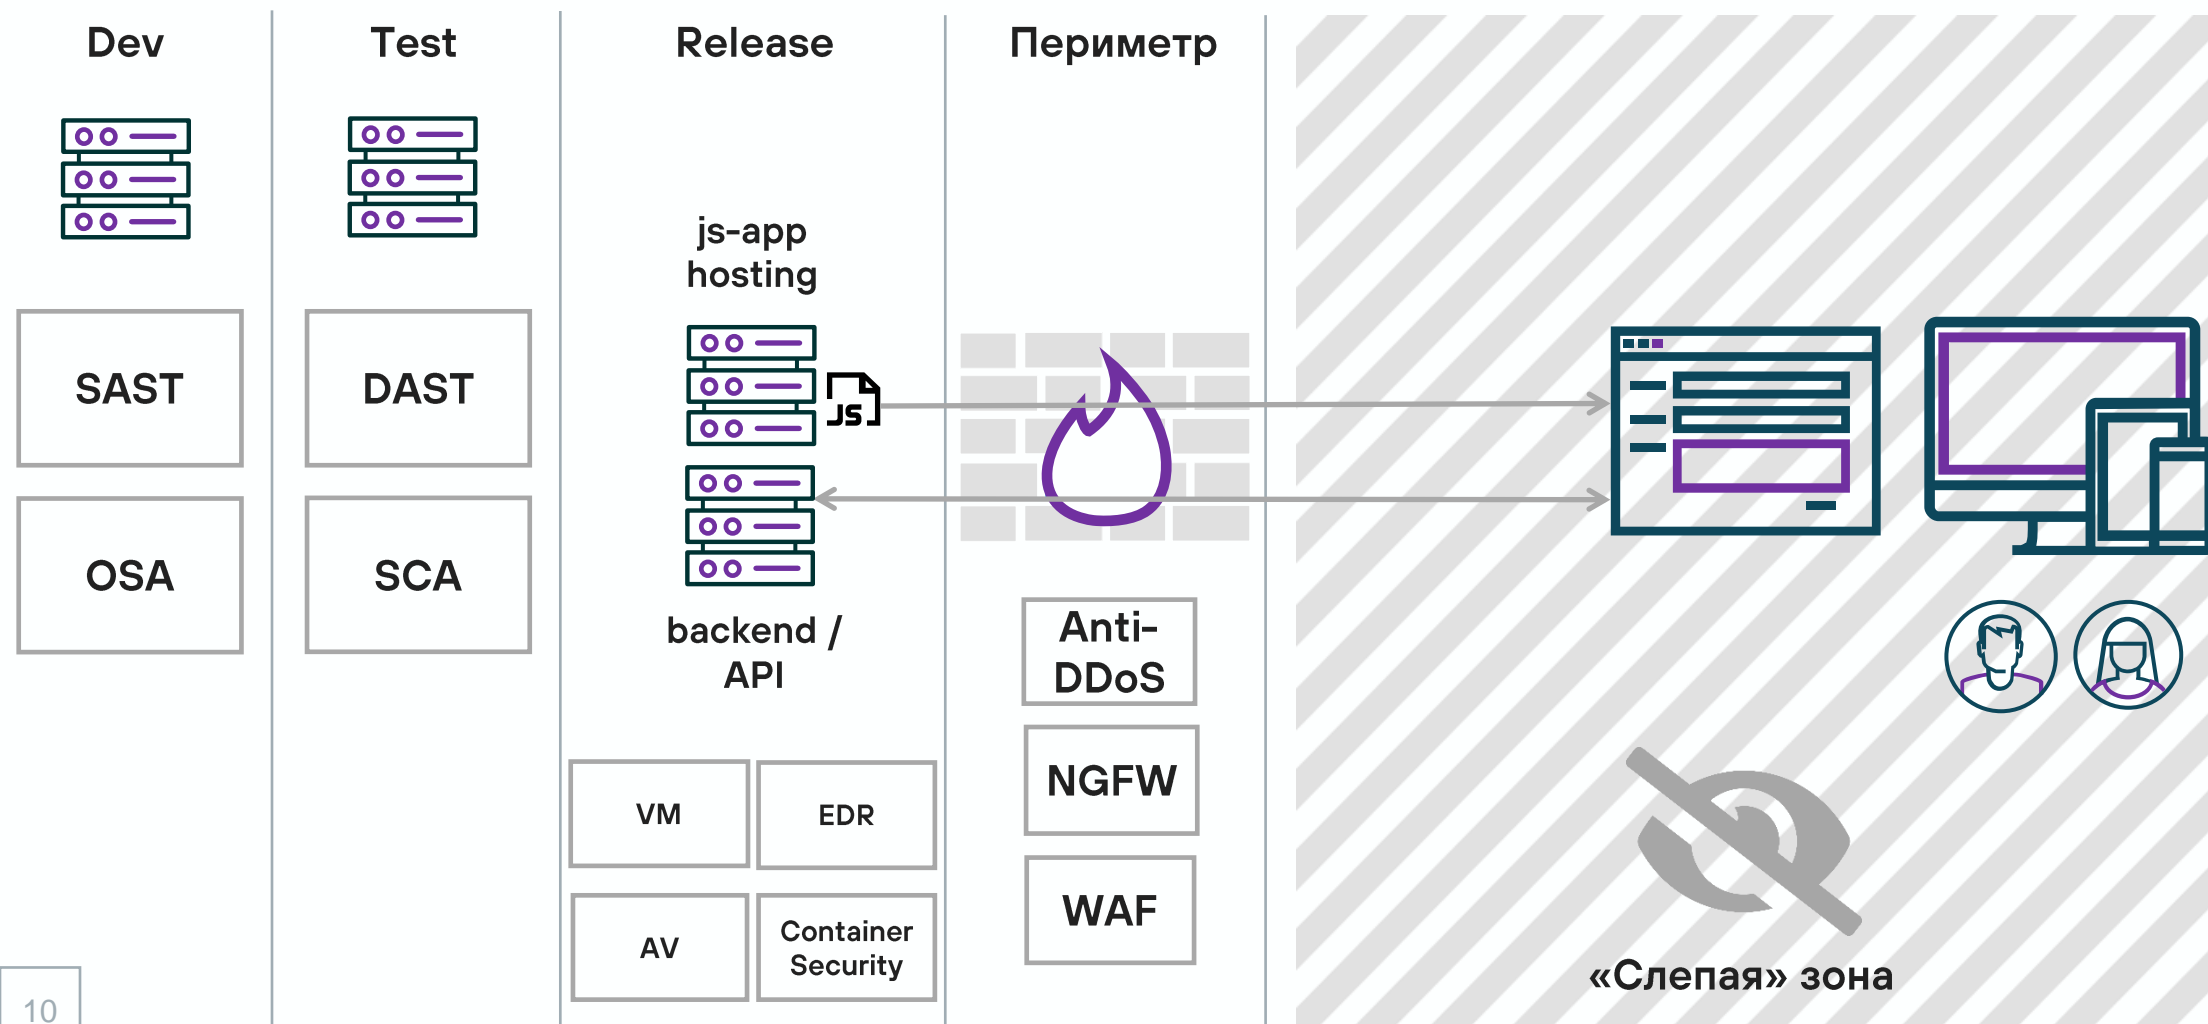 Dev
Test
Release
Периметр
js-app
hosting
JS
SAST
DAST
OSA
SCA
backend /
API
Anti-
DDoS
NGFW
VM
EDR
WAF
AV
Container
Security
«Слепая» зона
10